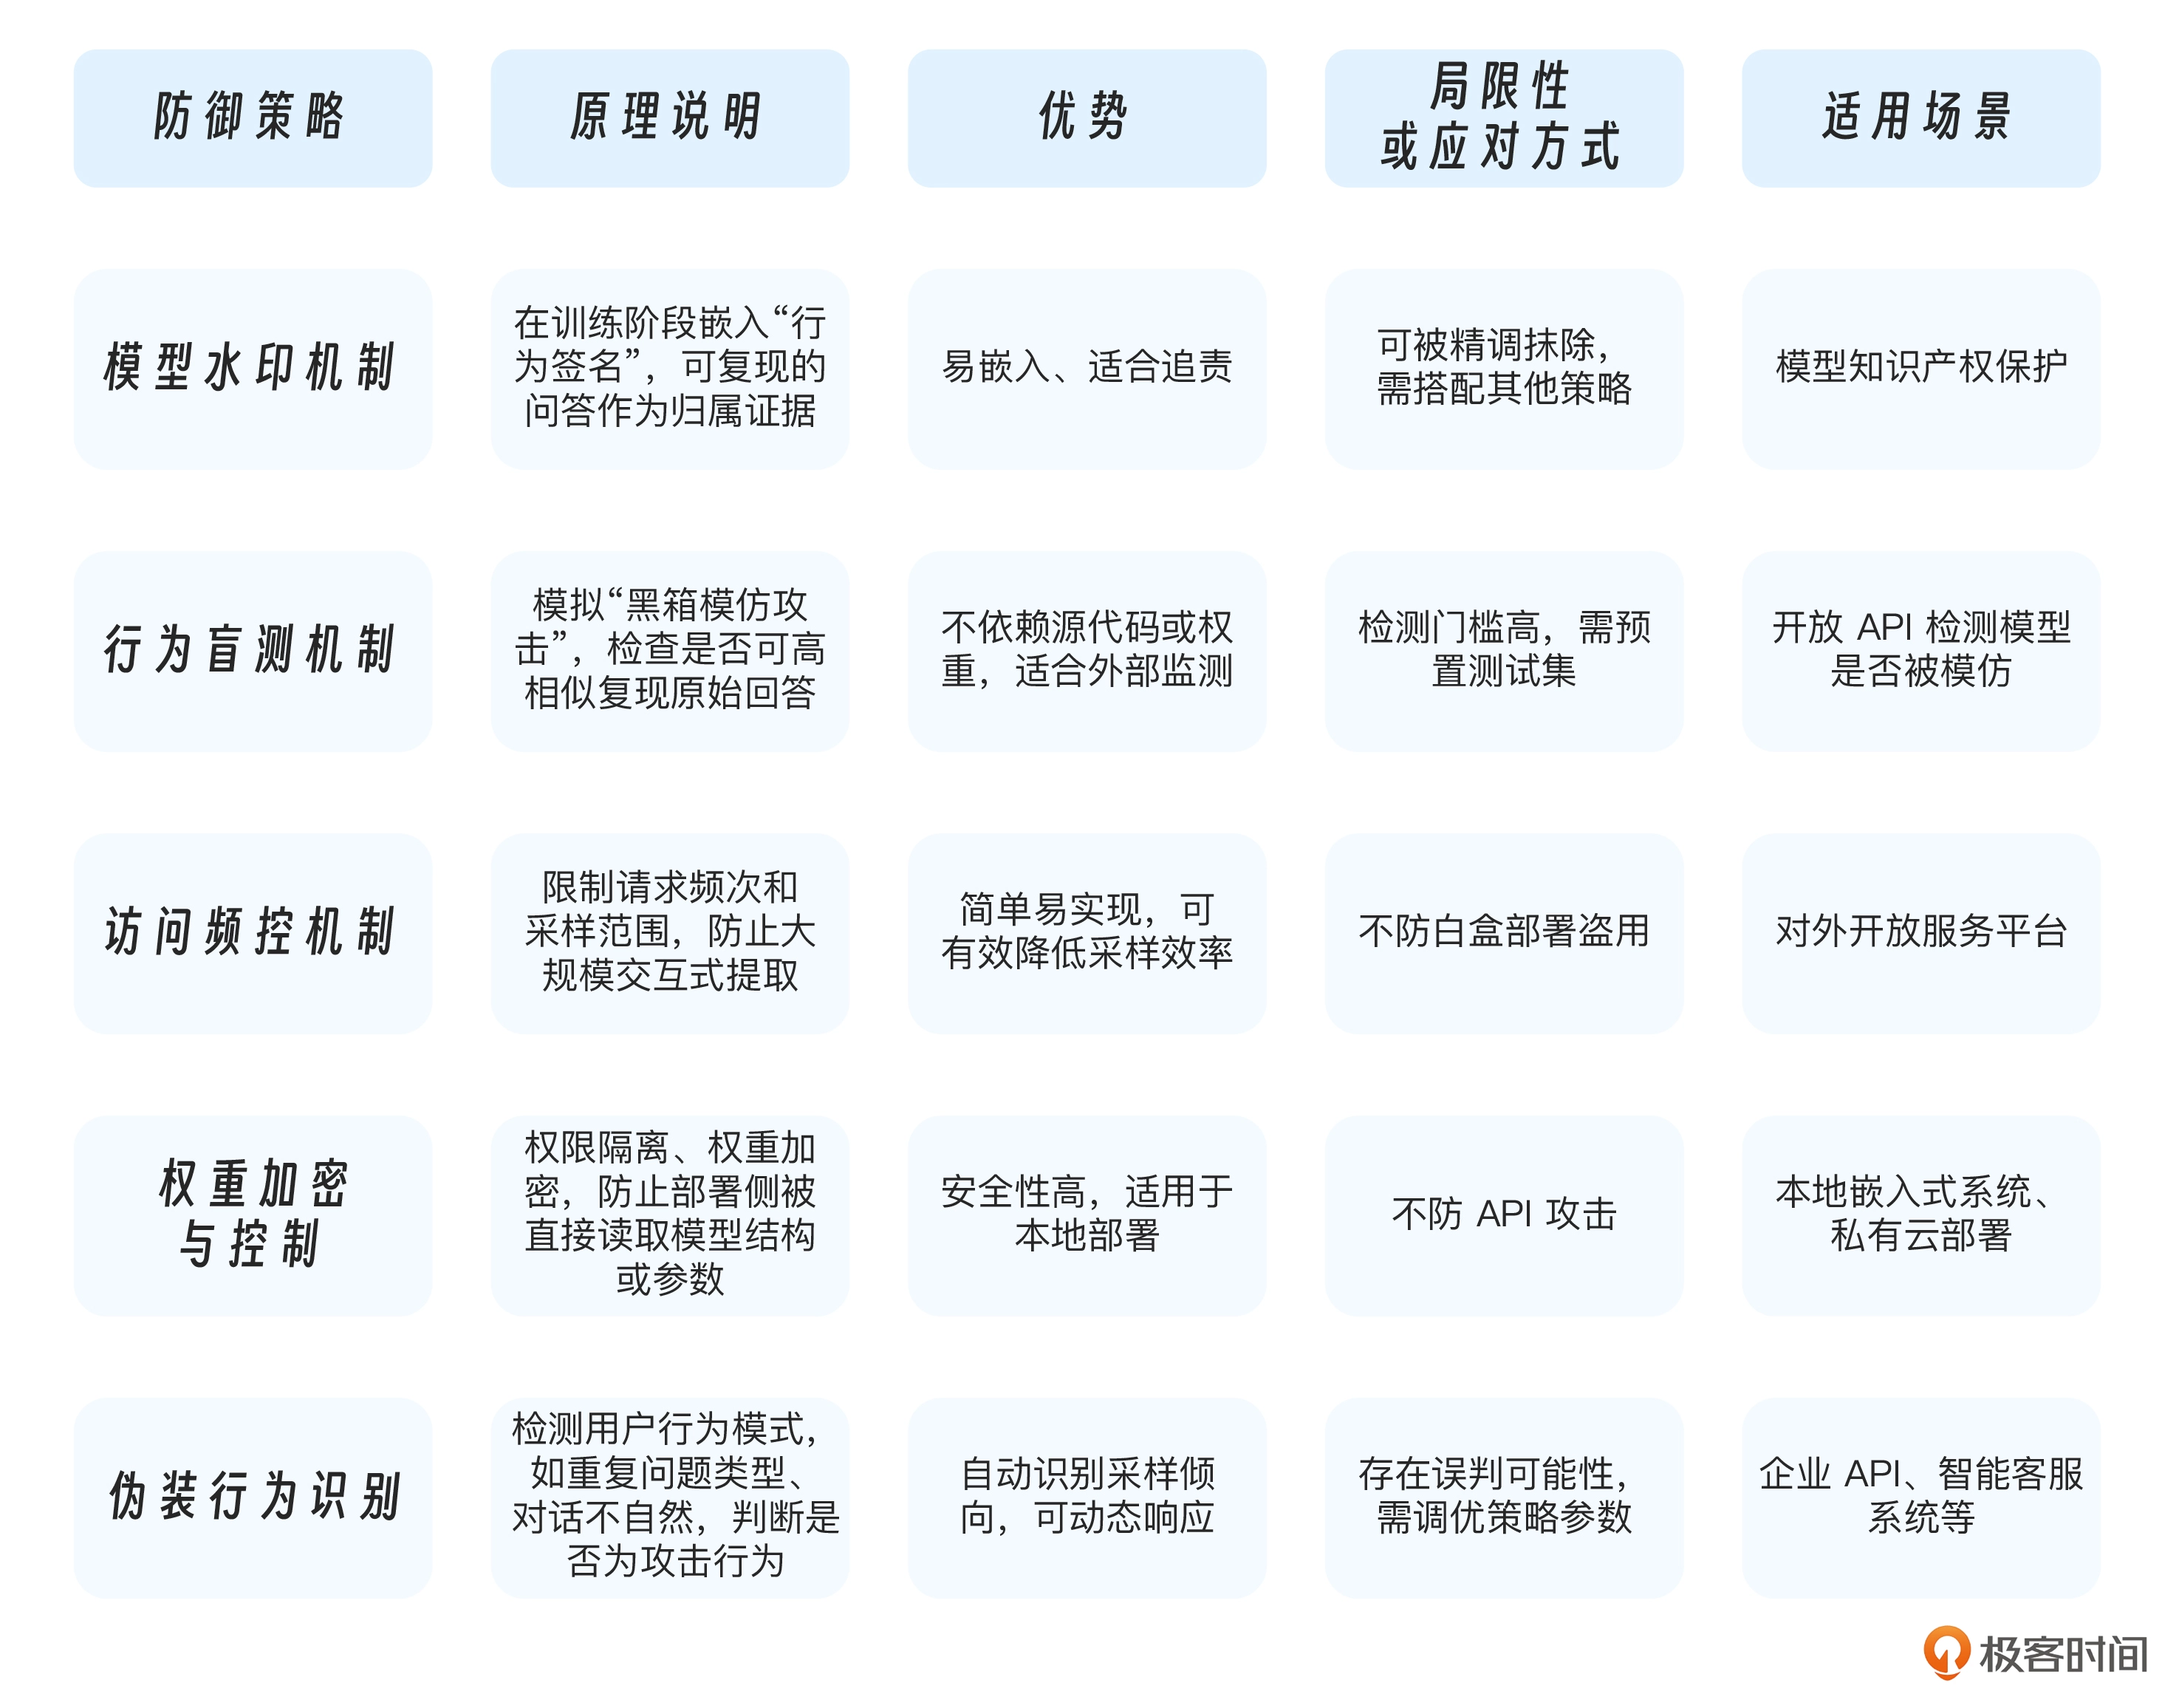 防御策略
原理说明
优势
局限性
或应对方式
适用场景
模型水印机制
在训练阶段嵌入“行
为签名”，可复现的
问答作为归属证据
易嵌入、适合追责
可被精调抹除，
需搭配其他策略
模型知识产权保护
行为盲测机制
模拟“黑箱模仿攻
击”，检查是否可高
相似复现原始回答
不依赖源代码或权
重，适合外部监测
检测门槛高，需预
置测试集
开放 API 检测模型
是否被模仿
访问频控机制
限制请求频次和
采样范围，防止大
规模交互式提取
简单易实现，可
有效降低采样效率
不防白盒部署盗用
对外开放服务平台
权重加密
与控制
权限隔离、权重加
密，防止部署侧被
直接读取模型结构
或参数
安全性高，适用于
本地部署
不防 API 攻击
本地嵌入式系统、
私有云部署
伪装行为识别
检测用户行为模式，
如重复问题类型、
对话不自然，判断是
否为攻击行为
自动识别采样倾
向，可动态响应
存在误判可能性，
需调优策略参数
企业 API、智能客服
系统等
极客时间